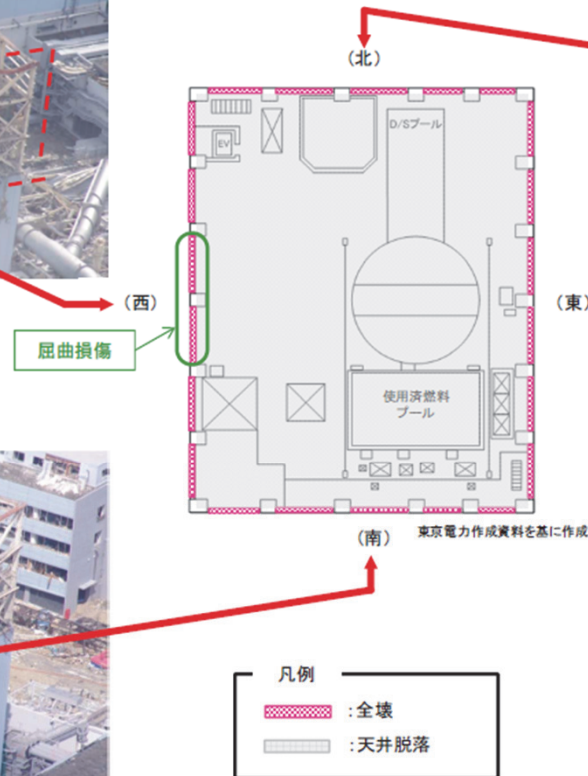 （北）
D/Sプール
EV
（西）
（東）
屈曲損傷
使用済燃料
プール
（南）
東京電力作成資料を基に作成
凡例
：全壊
：天井脱落